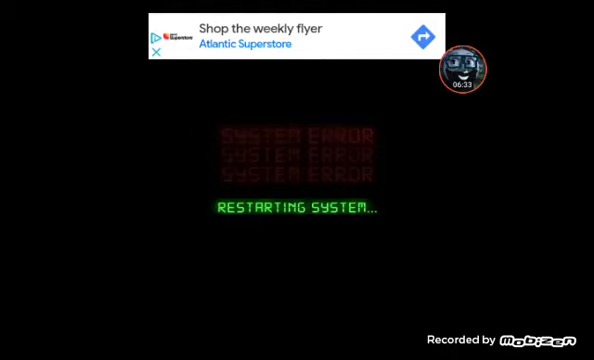 Shop the weekly flyer
Atlantic Superstore
06:33
SYSTEM ERROR
SYSTEM ERROR
SYSTEM ERROR
RESTARTING SYSTEM...
Recorded by mobizen